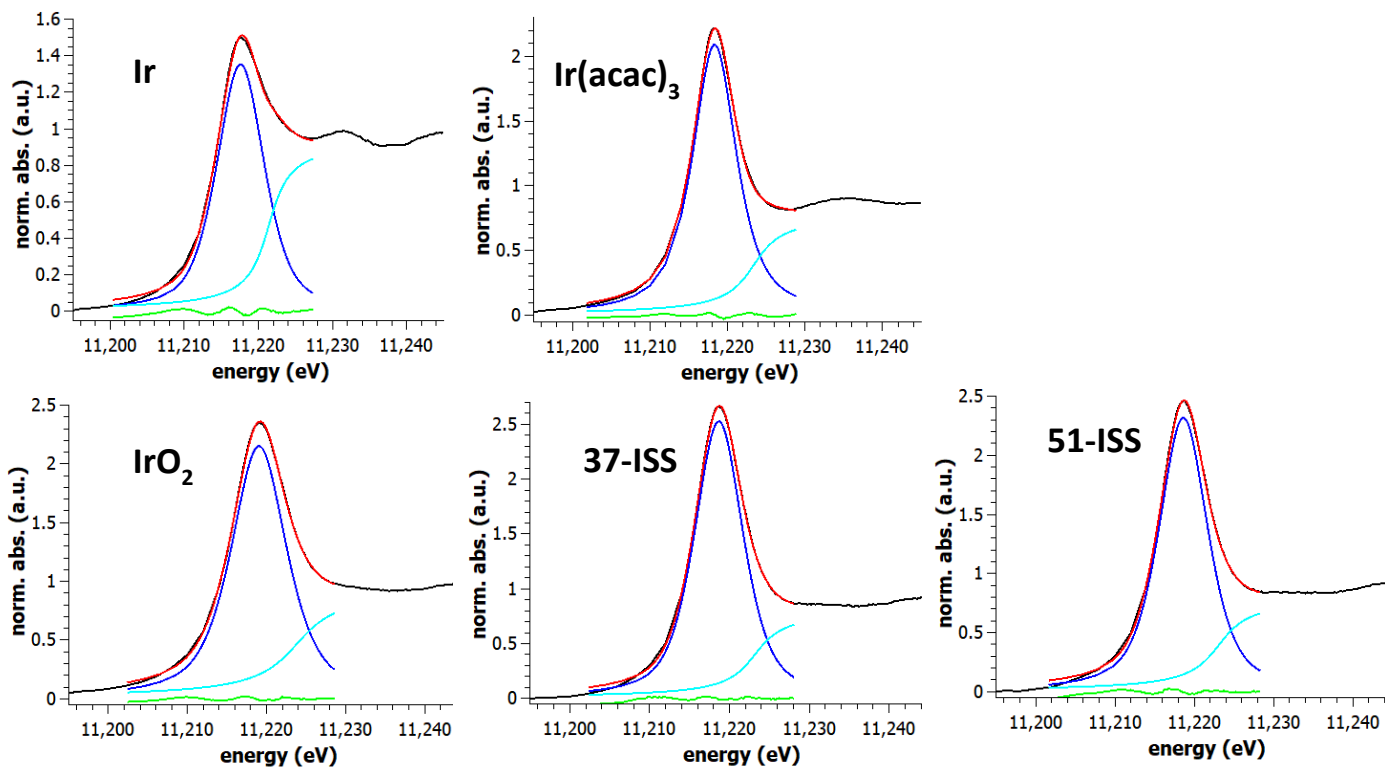 Ir
norm. abs. (a.u.)
1.6
1.4
1.2
1
0.8
0.6
0.4
0.2
0
11,200 11,210 11,220 11,230 11,240
energy (eV)
Ir(acac)3
norm. abs. (a.u.)
2
1.5
1
0.5
0
11,200 11,210 11,220 11,230 11,240
energy (eV)
IrO2
norm. abs. (a.u.)
2.5
2
1.5
1
0.5
0
11,200 11,210 11,220 11,230 11,240
energy (eV)
37-ISS
norm. abs. (a.u.)
2.5
2
1.5
1
0.5
0
11,200 11,210 11,220 11,230 11,240
energy (eV)
51-ISS
norm. abs. (a.u.)
2.5
2
1.5
1
0.5
0
11,200 11,210 11,220 11,230 11,240
energy (eV)